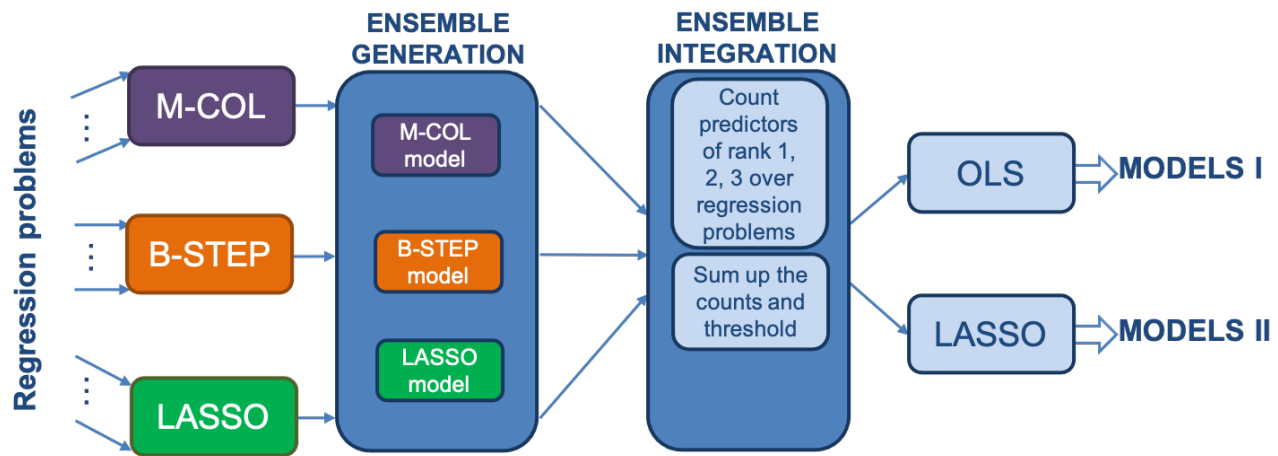 Regression problems
M-COL
B-STEP
LASSO
ENSEMBLE
GENERATION
M-COL
model
B-STEP
model
LASSO
model
ENSEMBLE
INTEGRATION
Count
predictors
of rank 1,
2, 3 over
regression
problems
Sum up the
counts and
threshold
OLS
MODELS I
LASSO
MODELS II